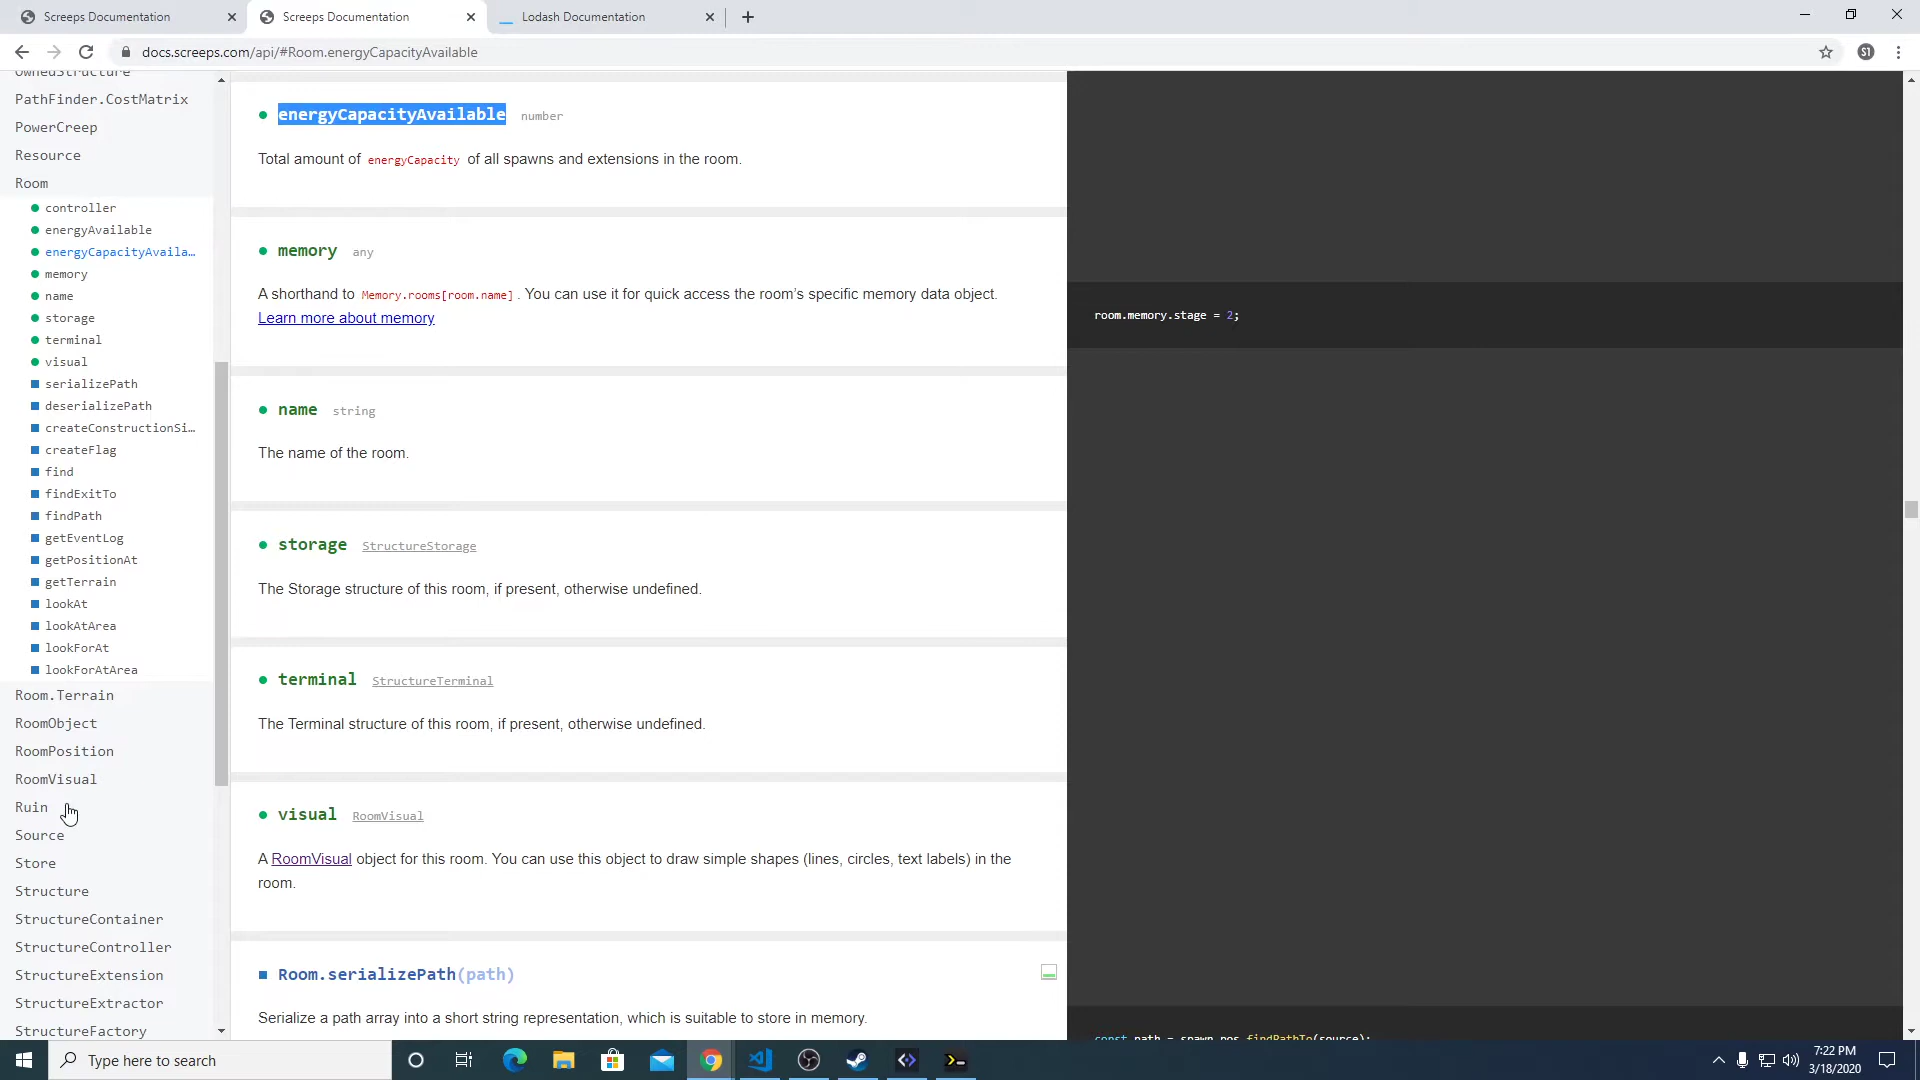 Screeps Documentation
Screeps Documentation
Lodash Documentation
docs.screeps.com/api/#Room.energyCapacityAvailable
S1
OwnedStructure
PathFinder.CostMatrix
PowerCreep
Resource
Room
controller
energyAvailable
energyCapacityAvaila…
memory
name
storage
terminal
visual
serializePath
deserializePath
createConstructionSi…
createFlag
find
findExitTo
findPath
getEventLog
getPositionAt
getTerrain
lookAt
lookAtArea
lookForAt
lookForAtArea
Room.Terrain
RoomObject
RoomPosition
RoomVisual
Ruin
Source
Store
Structure
StructureContainer
StructureController
StructureExtension
StructureExtractor
StructureFactory
energyCapacityAvailable number
Total amount of energyCapacity of all spawns and extensions in the room.
memory any
A shorthand to Memory.rooms[room.name]. You can use it for quick access the room’s specific memory data object.
Learn more about memory
name string
The name of the room.
storage StructureStorage
The Storage structure of this room, if present, otherwise undefined.
terminal StructureTerminal
The Terminal structure of this room, if present, otherwise undefined.
visual RoomVisual
A RoomVisual object for this room. You can use this object to draw simple shapes (lines, circles, text labels) in the
room.
Room.serializePath(path)
Serialize a path array into a short string representation, which is suitable to store in memory.
room.memory.stage = 2;
const path = spawn.pos.findPathTo(source);
Type here to search
7:22 PM
3/18/2020